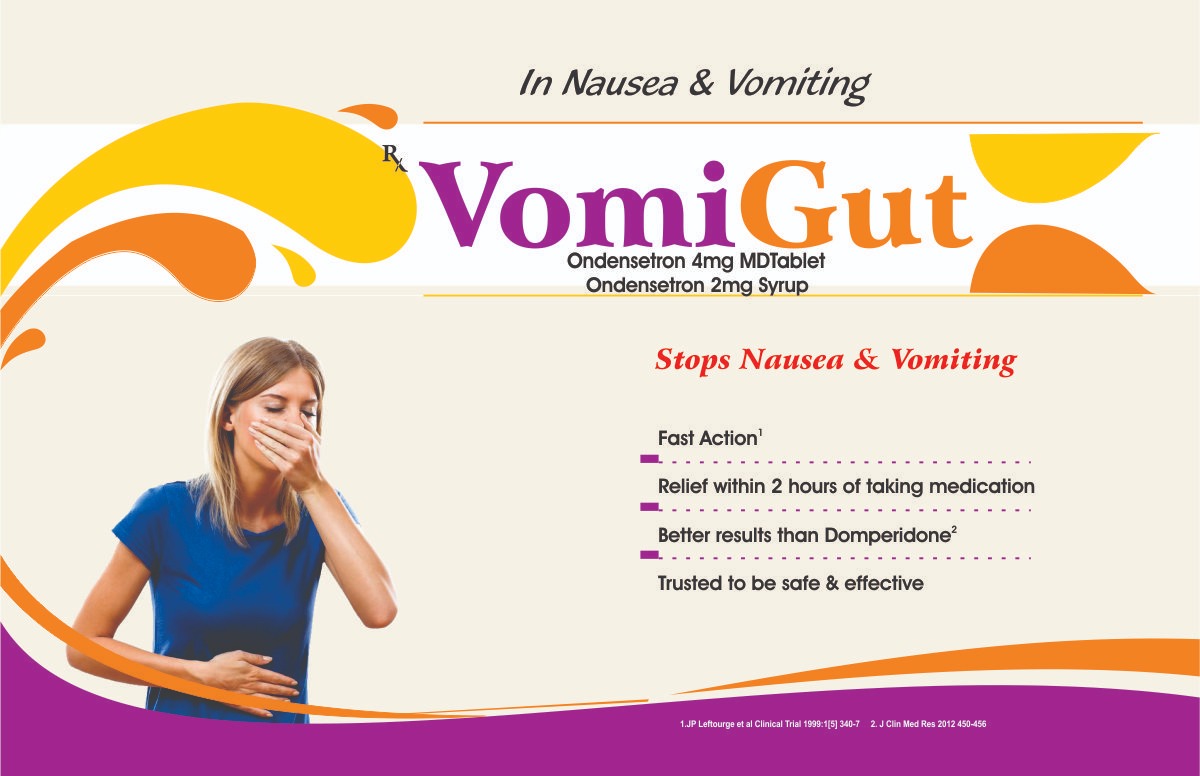 In Nausea & Vomiting
Rx VomiGut
Ondensetron 4mg MDTablet
Ondensetron 2mg Syrup
Stops Nausea & Vomiting
Fast Action¹
Relief within 2 hours of taking medication
Better results than Domperidone²
Trusted to be safe & effective
1.JP Leftourge et al Clinical Trial 1999:1[5] 340-7 2. J Clin Med Res 2012 450-456